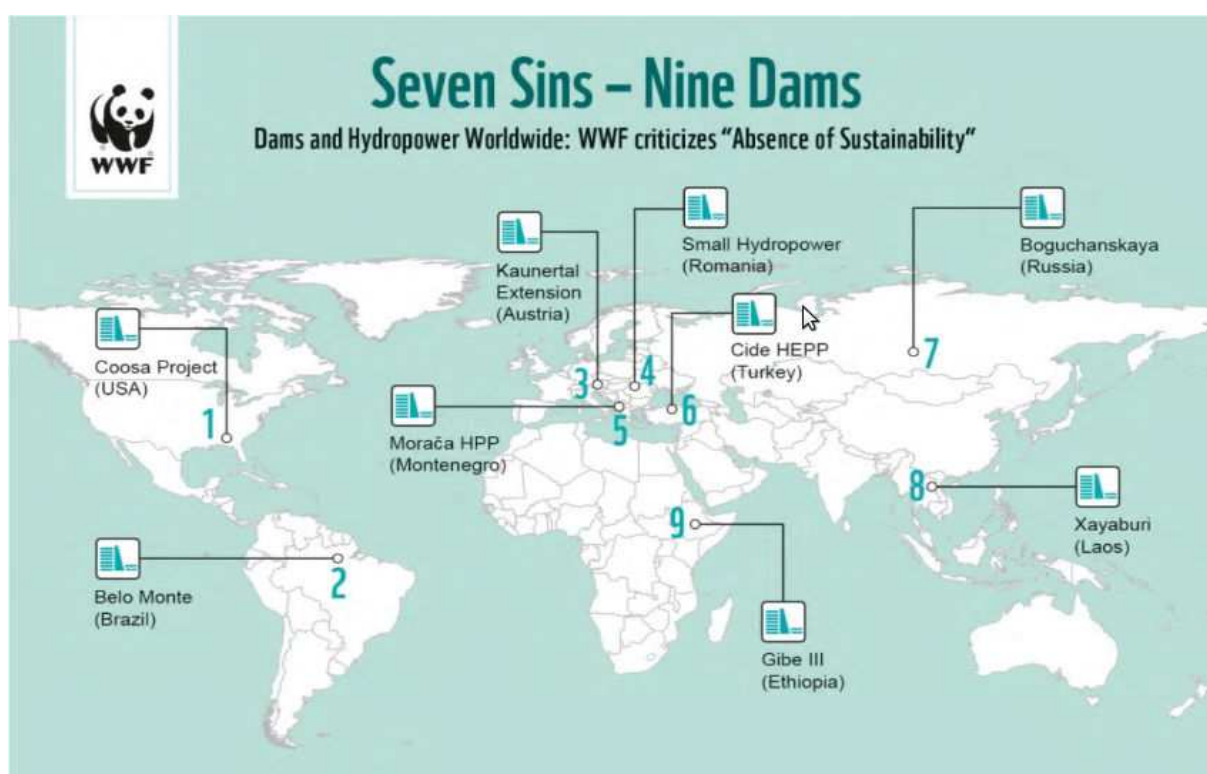 WWF
Seven Sins – Nine Dams
Dams and Hydropower Worldwide: WWF criticizes “Absence of Sustainability“
Small Hydropower
(Romania)
Boguchanskaya
(Russia)
Kaunertal
Extension
(Austria)
Coosa Project
(USA)
Cide HEPP
(Turkey)
Morača HPP
(Montenegro)
Xayaburi
(Laos)
Belo Monte
(Brazil)
Gibe III
(Ethiopia)
1
2
3
4
5
6
7
8
9